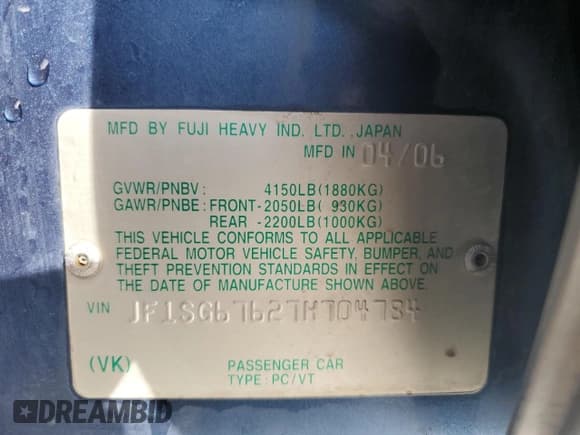 MFD BY FUJI HEAVY IND. LTD. JAPAN
MFD IN 04/06
GVWR/PNBV: 4150LB(1880KG)
GAWR/PNBE: FRONT-2050LB( 930KG)
REAR -2200LB(1000KG)
THIS VEHICLE CONFORMS TO ALL APPLICABLE
FEDERAL MOTOR VEHICLE SAFETY, BUMPER, AND
THEFT PREVENTION STANDARDS IN EFFECT ON
THE DATE OF MANUFACTURE SHOWN ABOVE.
VIN JF1SG67627H704784
(VK) PASSENGER CAR
TYPE: PC/VT
DREAMBID